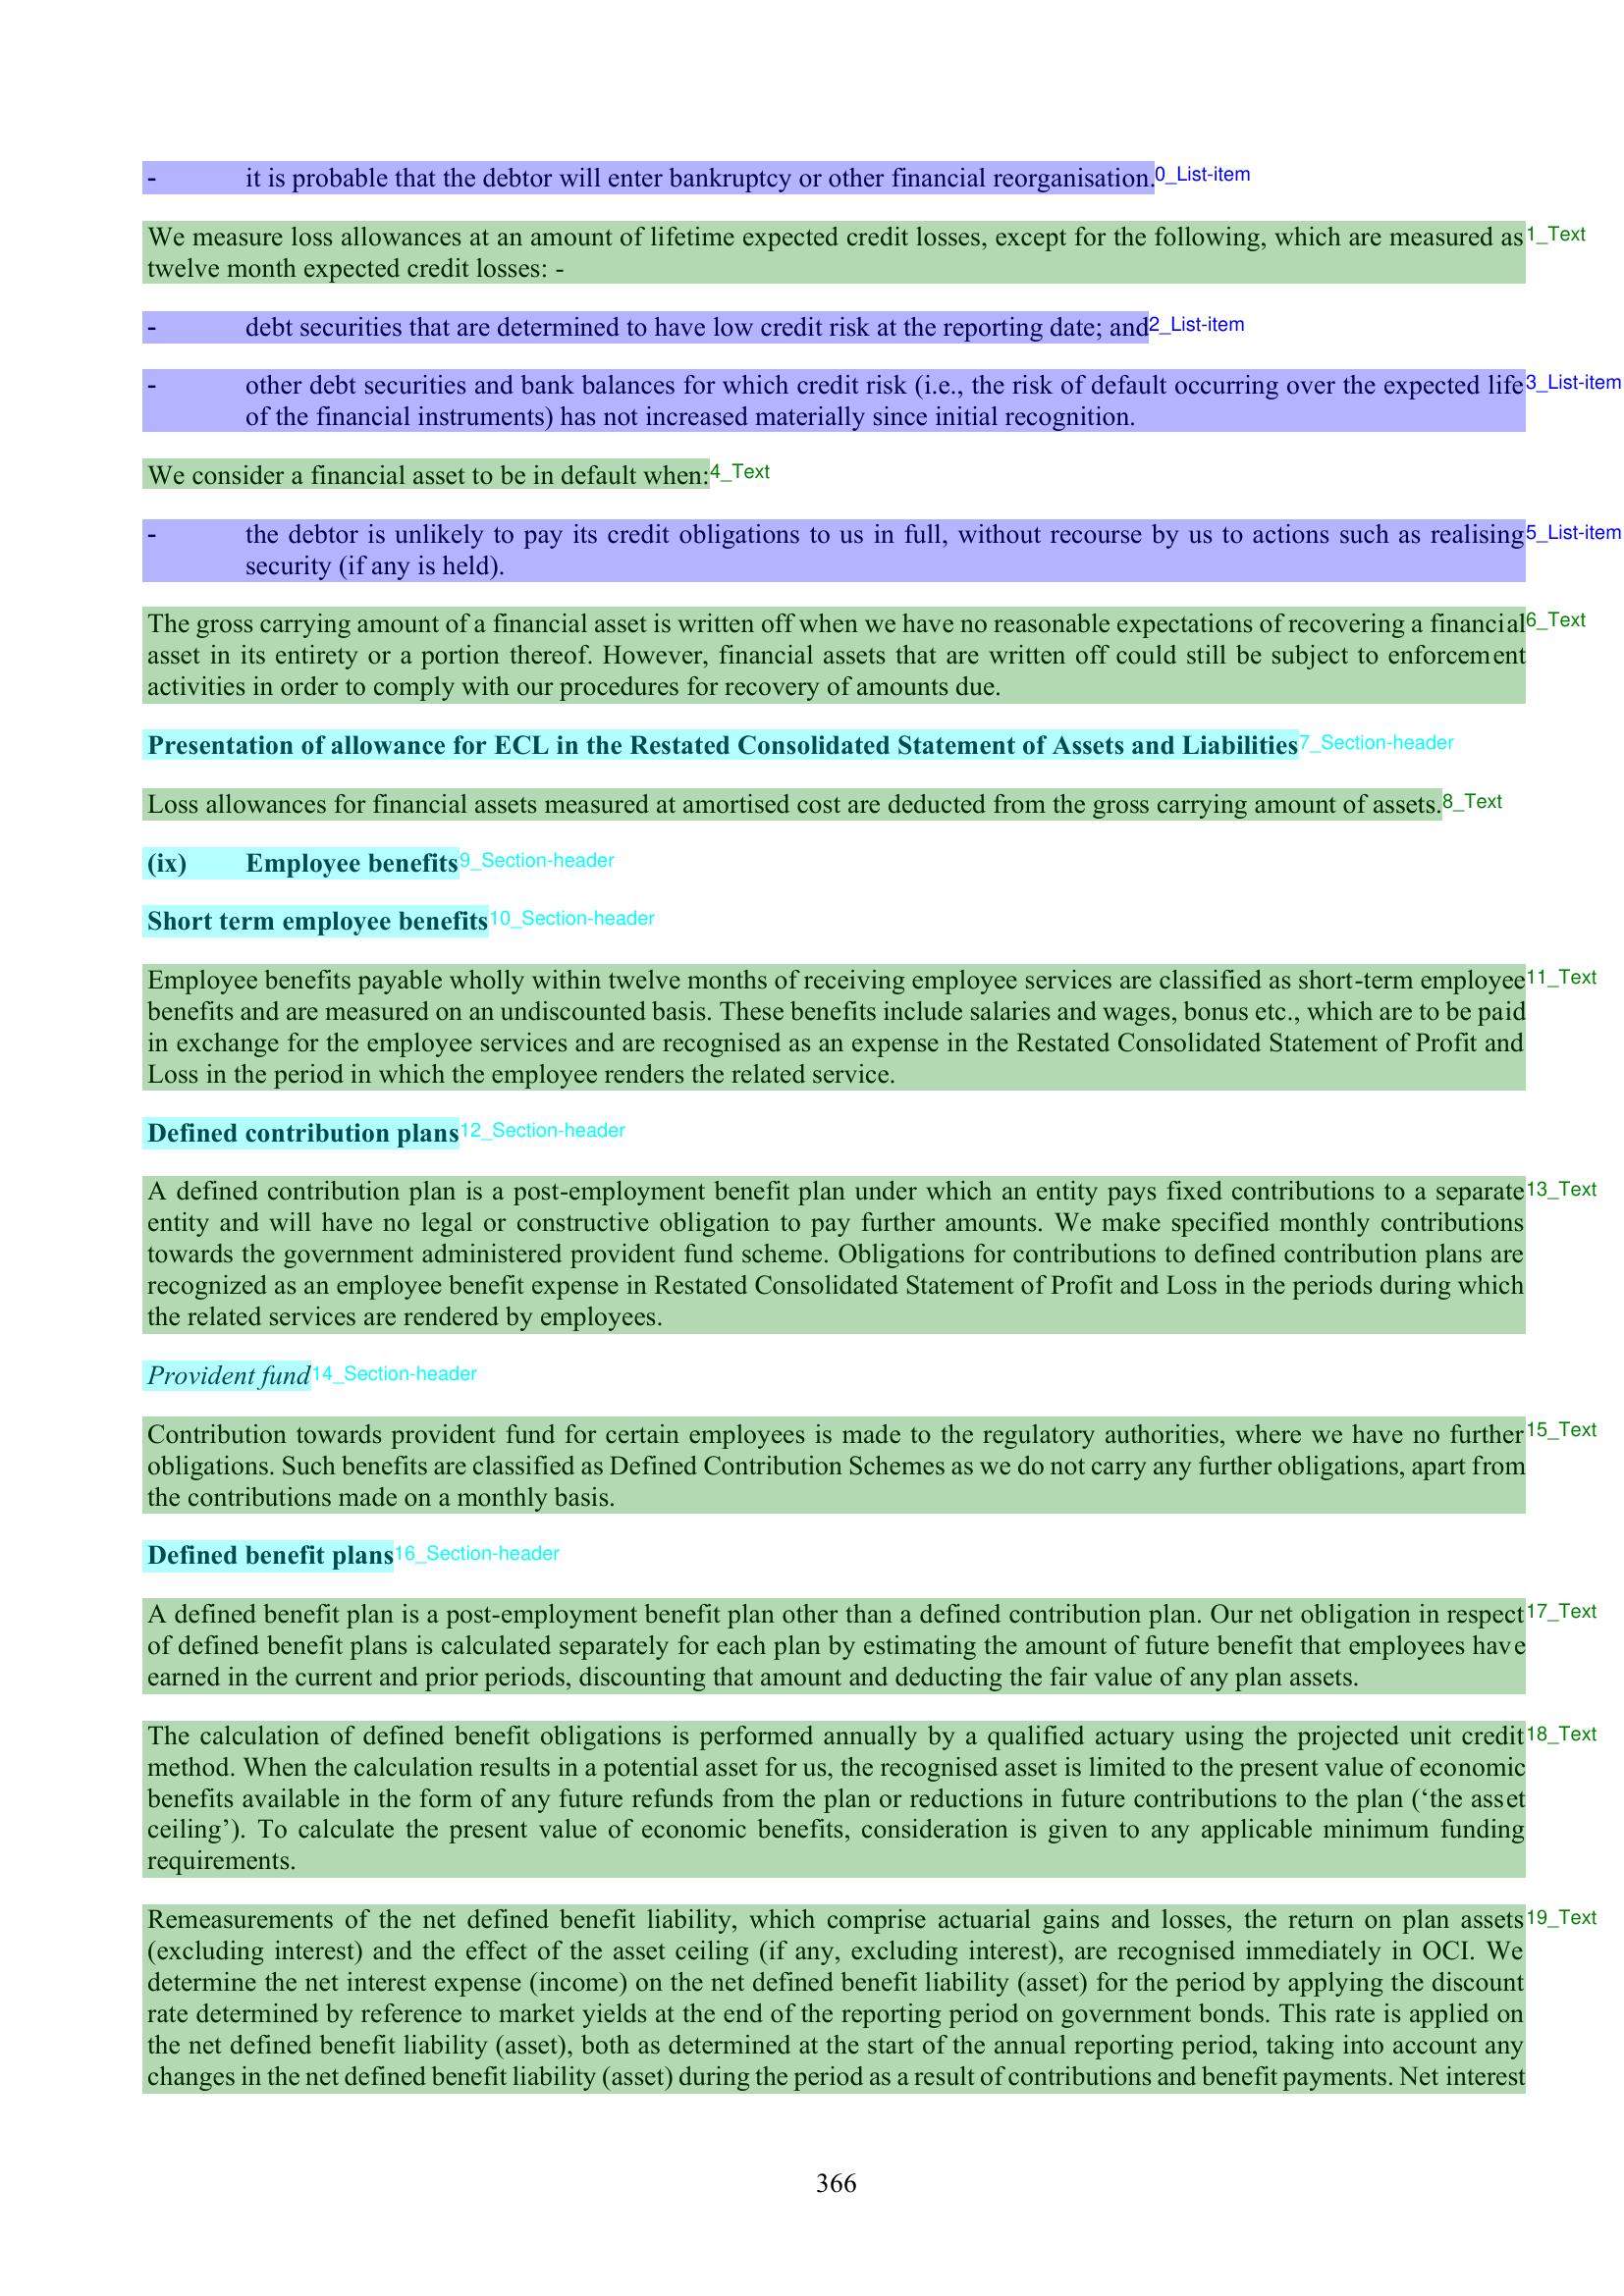 - it is probable that the debtor will enter bankruptcy or other financial reorganisation. 0_List-item
We measure loss allowances at an amount of lifetime expected credit losses, except for the following, which are measured as 1_Text
twelve month expected credit losses: -
- debt securities that are determined to have low credit risk at the reporting date; and 2_List-item
- other debt securities and bank balances for which credit risk (i.e., the risk of default occurring over the expected life 3_List-item
of the financial instruments) has not increased materially since initial recognition.
We consider a financial asset to be in default when: 4_Text
- the debtor is unlikely to pay its credit obligations to us in full, without recourse by us to actions such as realising 5_List-item
security (if any is held).
The gross carrying amount of a financial asset is written off when we have no reasonable expectations of recovering a financial 6_Text
asset in its entirety or a portion thereof. However, financial assets that are written off could still be subject to enforcement
activities in order to comply with our procedures for recovery of amounts due.
Presentation of allowance for ECL in the Restated Consolidated Statement of Assets and Liabilities 7_Section-header
Loss allowances for financial assets measured at amortised cost are deducted from the gross carrying amount of assets. 8_Text
(ix) Employee benefits 9_Section-header
Short term employee benefits 10_Section-header
Employee benefits payable wholly within twelve months of receiving employee services are classified as short-term employee 11_Text
benefits and are measured on an undiscounted basis. These benefits include salaries and wages, bonus etc., which are to be paid
in exchange for the employee services and are recognised as an expense in the Restated Consolidated Statement of Profit and
Loss in the period in which the employee renders the related service.
Defined contribution plans 12_Section-header
A defined contribution plan is a post-employment benefit plan under which an entity pays fixed contributions to a separate 13_Text
entity and will have no legal or constructive obligation to pay further amounts. We make specified monthly contributions
towards the government administered provident fund scheme. Obligations for contributions to defined contribution plans are
recognized as an employee benefit expense in Restated Consolidated Statement of Profit and Loss in the periods during which
the related services are rendered by employees.
Provident fund 14_Section-header
Contribution towards provident fund for certain employees is made to the regulatory authorities, where we have no further 15_Text
obligations. Such benefits are classified as Defined Contribution Schemes as we do not carry any further obligations, apart from
the contributions made on a monthly basis.
Defined benefit plans 16_Section-header
A defined benefit plan is a post-employment benefit plan other than a defined contribution plan. Our net obligation in respect 17_Text
of defined benefit plans is calculated separately for each plan by estimating the amount of future benefit that employees have
earned in the current and prior periods, discounting that amount and deducting the fair value of any plan assets.
The calculation of defined benefit obligations is performed annually by a qualified actuary using the projected unit credit 18_Text
method. When the calculation results in a potential asset for us, the recognised asset is limited to the present value of economic
benefits available in the form of any future refunds from the plan or reductions in future contributions to the plan (‘the asset
ceiling’). To calculate the present value of economic benefits, consideration is given to any applicable minimum funding
requirements.
Remeasurements of the net defined benefit liability, which comprise actuarial gains and losses, the return on plan assets 19_Text
(excluding interest) and the effect of the asset ceiling (if any, excluding interest), are recognised immediately in OCI. We
determine the net interest expense (income) on the net defined benefit liability (asset) for the period by applying the discount
rate determined by reference to market yields at the end of the reporting period on government bonds. This rate is applied on
the net defined benefit liability (asset), both as determined at the start of the annual reporting period, taking into account any
changes in the net defined benefit liability (asset) during the period as a result of contributions and benefit payments. Net interest
366